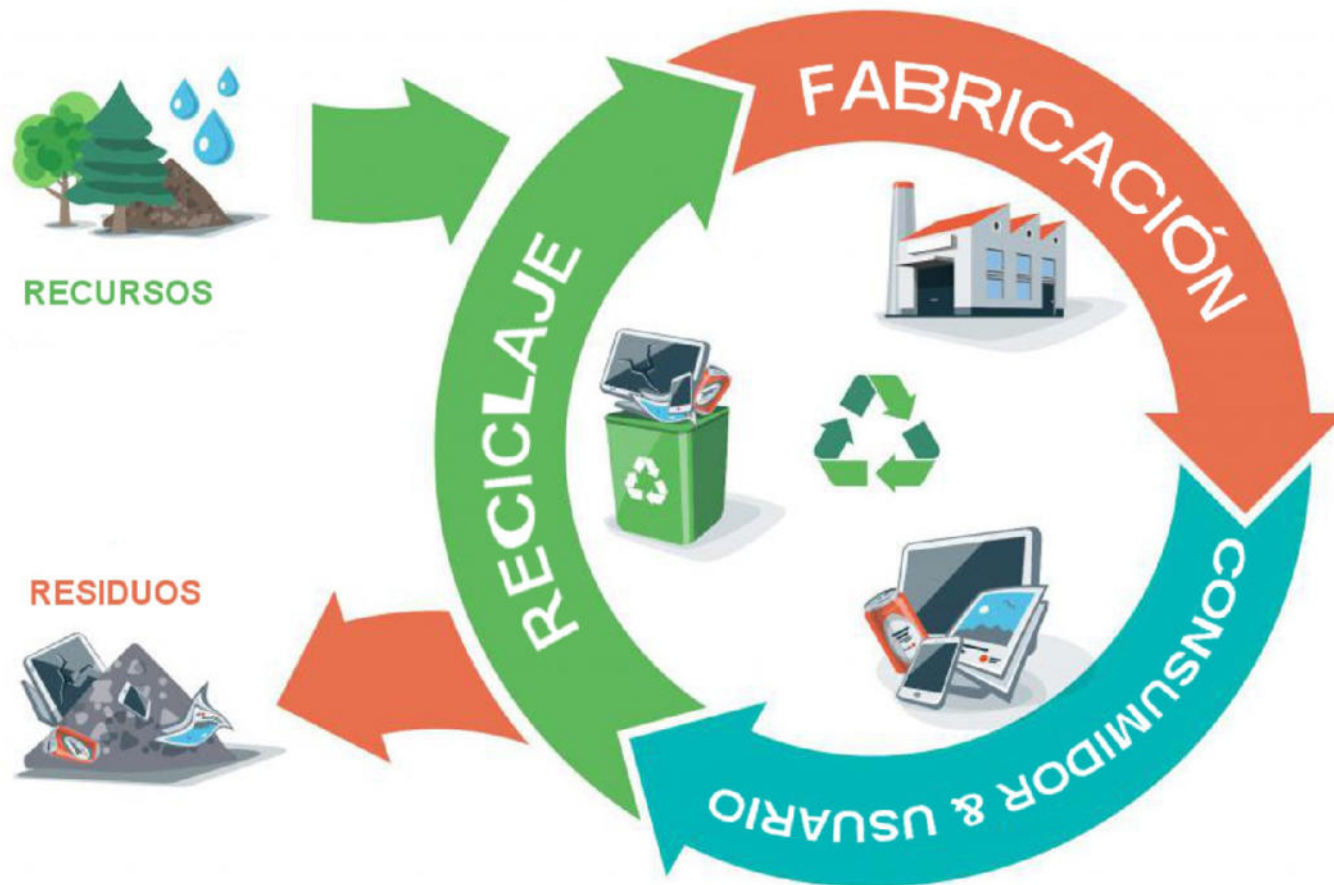 RECURSOS
FABRICACIÓN
RECICLAJE
CONSUMIDOR & USUARIO
RESIDUOS